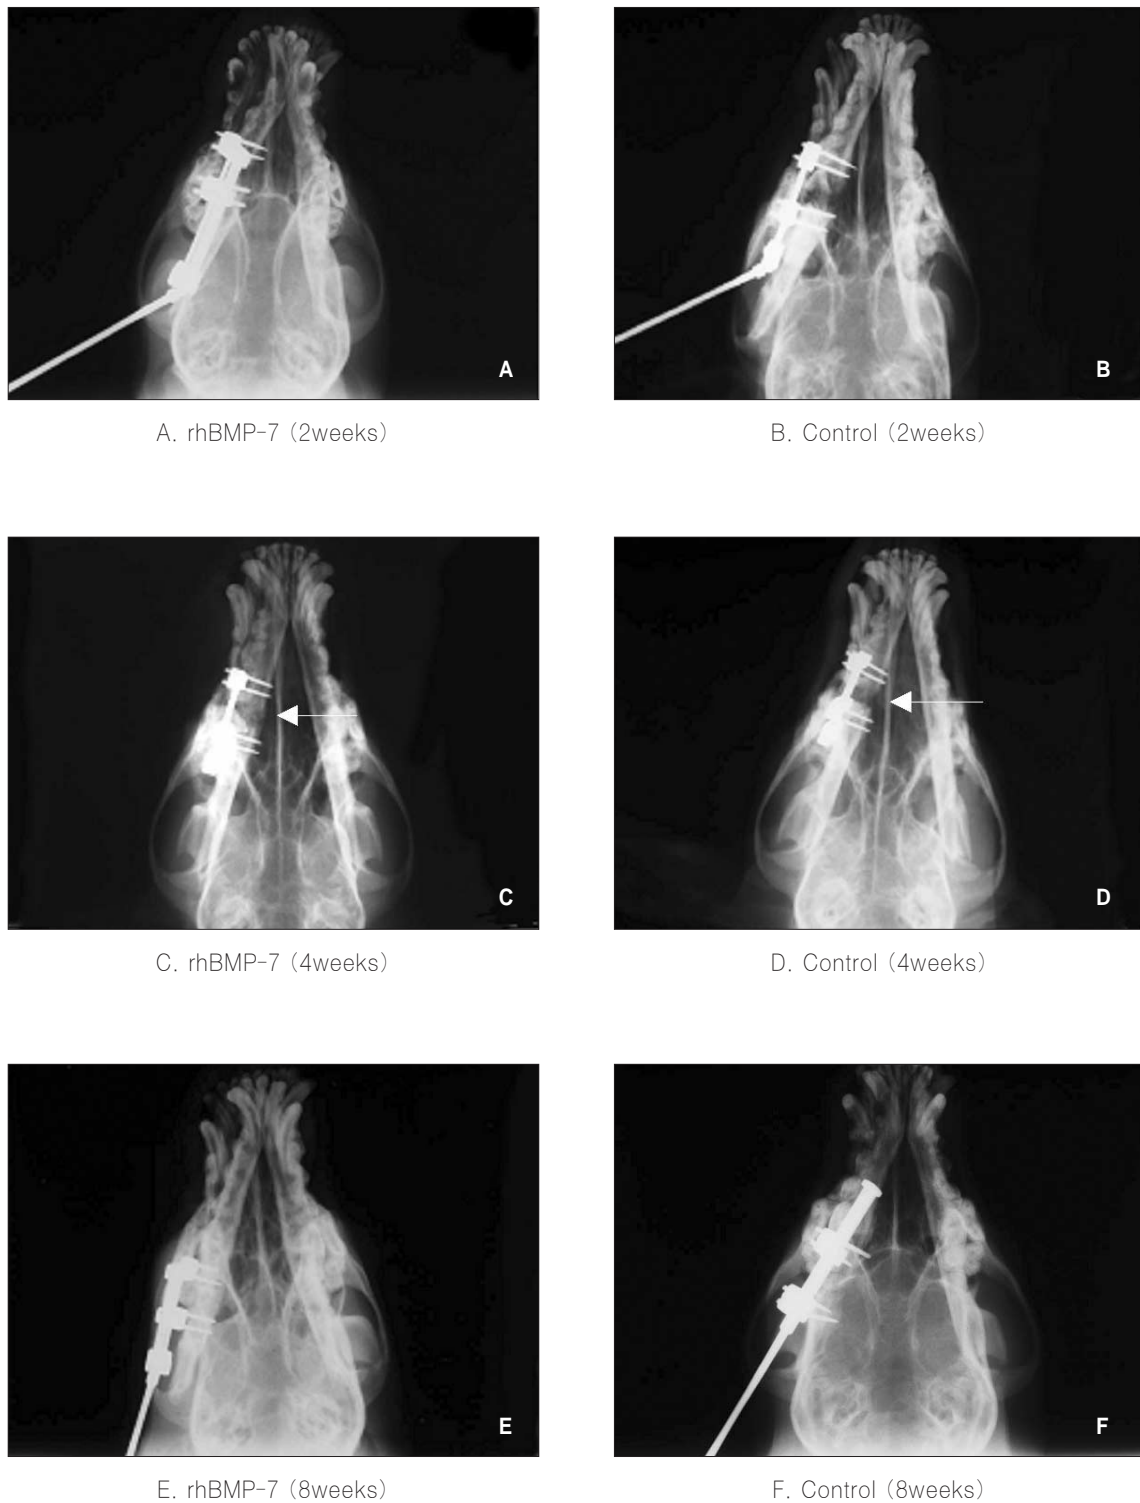 A
B
A. rhBMP-7 (2weeks)
B. Control (2weeks)
C
D
C. rhBMP-7 (4weeks)
D. Control (4weeks)
E
F
E. rhBMP-7 (8weeks)
F. Control (8weeks)